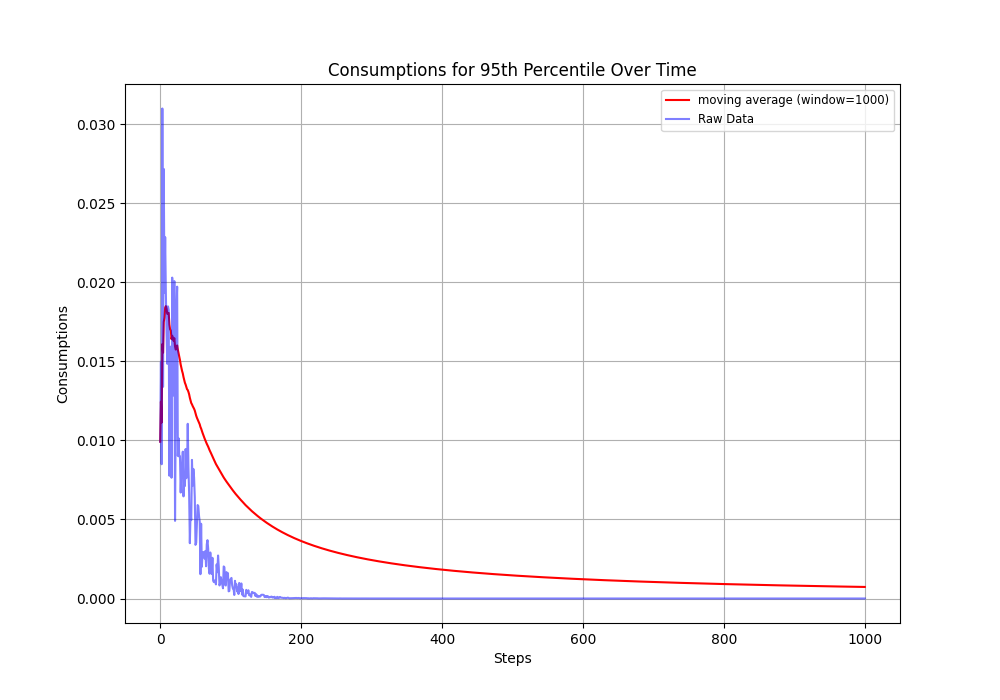 Consumptions for 95th Percentile Over Time
moving average (window=1000)
Raw Data
0.030
0.025
0.020
0.015
0.010
0.005
0.000
Consumptions
0 200 400 600 800 1000
Steps